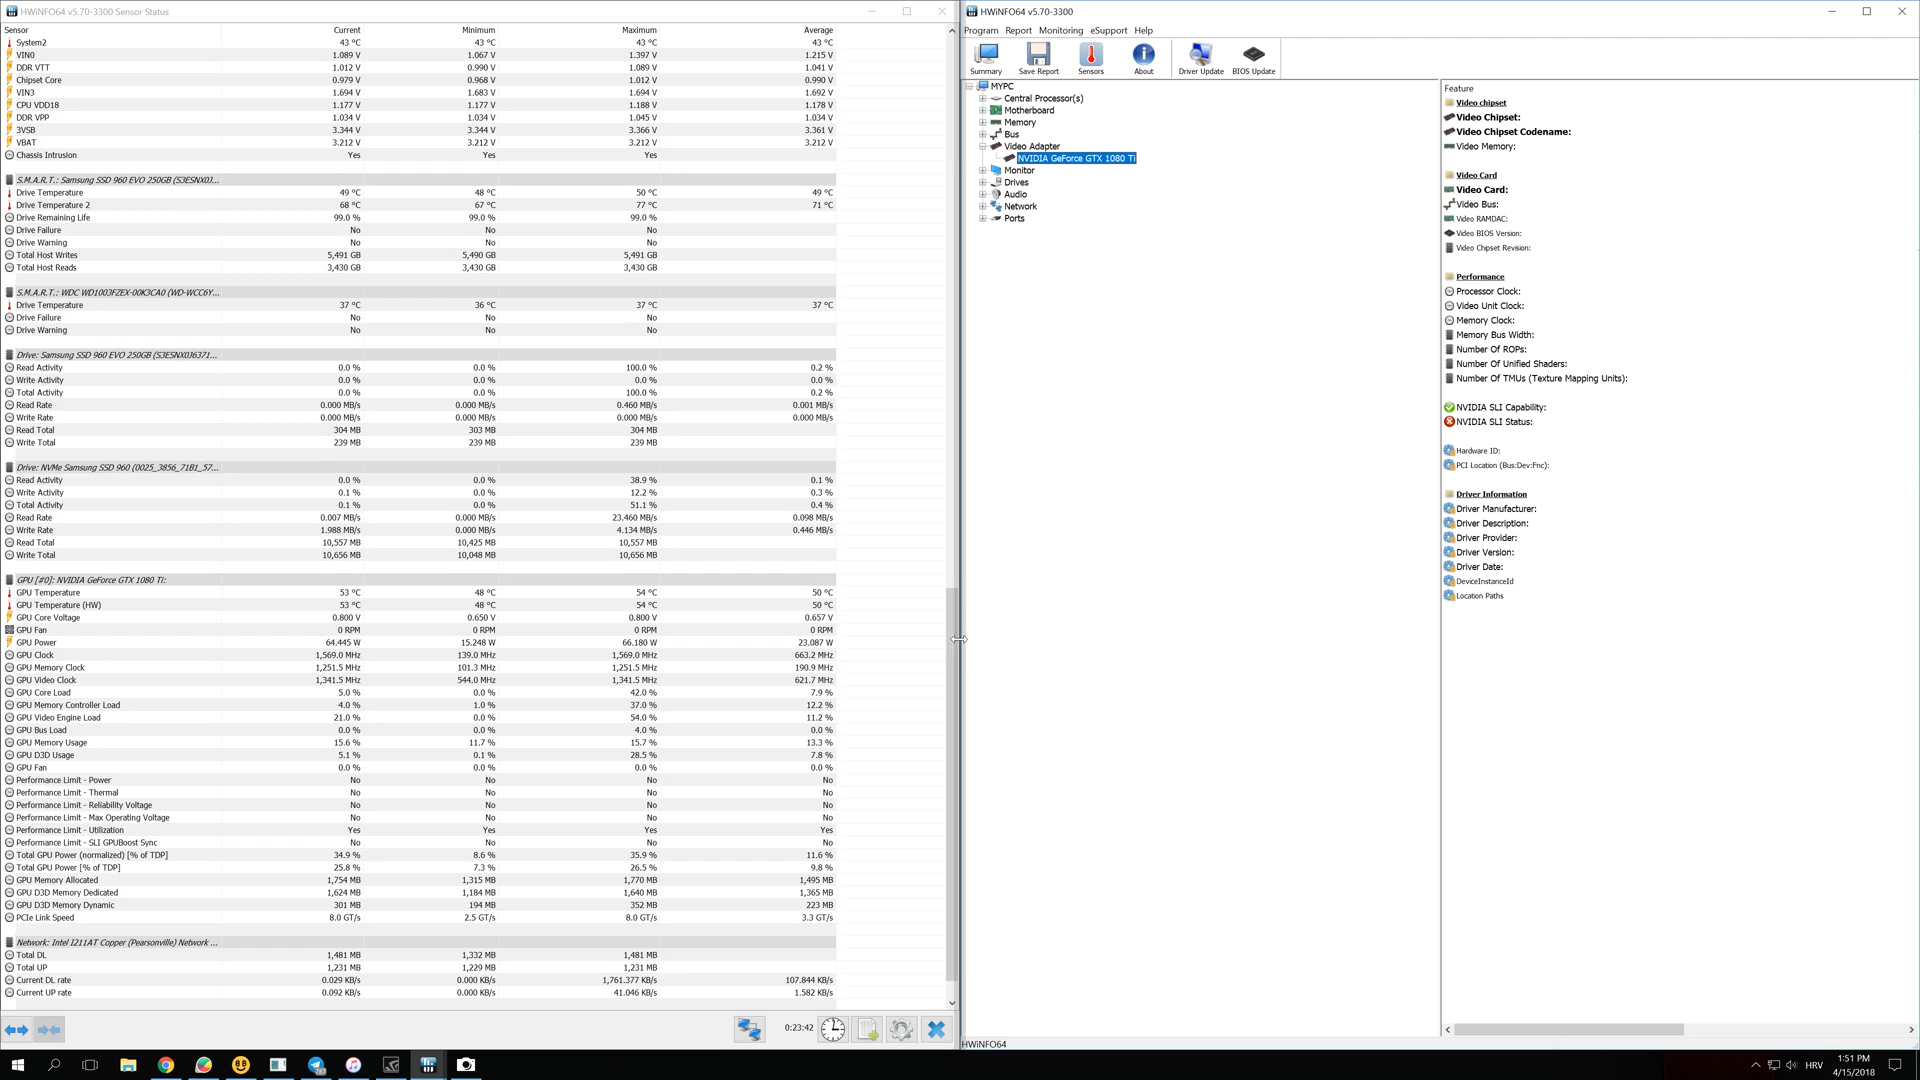 HWiNFO64 v5.70-3300 Sensor Status
Sensor Current Minimum Maximum Average
System2 43 °C 43 °C 43 °C 43 °C
VIN0 1.089 V 1.067 V 1.397 V 1.215 V
DDR VTT 1.012 V 0.990 V 1.089 V 1.041 V
Chipset Core 0.979 V 0.968 V 1.012 V 0.990 V
VIN3 1.694 V 1.683 V 1.694 V 1.692 V
CPU VDD18 1.177 V 1.177 V 1.188 V 1.178 V
DDR VPP 1.034 V 1.034 V 1.045 V 1.034 V
3VSB 3.344 V 3.344 V 3.366 V 3.361 V
VBAT 3.212 V 3.212 V 3.212 V 3.212 V
Chassis Intrusion Yes Yes Yes Yes
S.M.A.R.T.: Samsung SSD 960 EVO 250GB (S3ESNX0J...
Drive Temperature 49 °C 48 °C 50 °C 49 °C
Drive Temperature 2 68 °C 67 °C 77 °C 71 °C
Drive Remaining Life 99.0 % 99.0 % 99.0 %
Drive Failure No No No
Drive Warning No No No
Total Host Writes 5,491 GB 5,490 GB 5,491 GB
Total Host Reads 3,430 GB 3,430 GB 3,430 GB
S.M.A.R.T.: WDC WD1003FZEX-00K3CA0 (WD-WCC6Y...
Drive Temperature 37 °C 36 °C 37 °C 37 °C
Drive Failure No No No
Drive Warning No No No
Drive: Samsung SSD 960 EVO 250GB (S3ESNX0J6371...
Read Activity 0.0 % 0.0 % 100.0 % 0.2 %
Write Activity 0.0 % 0.0 % 0.0 % 0.0 %
Total Activity 0.0 % 0.0 % 100.0 % 0.2 %
Read Rate 0.000 MB/s 0.000 MB/s 0.460 MB/s 0.001 MB/s
Write Rate 0.000 MB/s 0.000 MB/s 0.000 MB/s 0.000 MB/s
Read Total 304 MB 303 MB 304 MB
Write Total 239 MB 239 MB 239 MB
Drive: NVMe Samsung SSD 960 (0025_3856_71B1_57...
Read Activity 0.0 % 0.0 % 38.9 % 0.1 %
Write Activity 0.1 % 0.0 % 12.2 % 0.3 %
Total Activity 0.1 % 0.0 % 51.1 % 0.4 %
Read Rate 0.007 MB/s 0.000 MB/s 23.460 MB/s 0.098 MB/s
Write Rate 1.988 MB/s 0.000 MB/s 4.134 MB/s 0.446 MB/s
Read Total 10,557 MB 10,425 MB 10,557 MB
Write Total 10,656 MB 10,048 MB 10,656 MB
GPU [#0]: NVIDIA GeForce GTX 1080 Ti:
GPU Temperature 53 °C 48 °C 54 °C 50 °C
GPU Temperature (HW) 53 °C 48 °C 54 °C 50 °C
GPU Core Voltage 0.800 V 0.650 V 0.800 V 0.657 V
GPU Fan 0 RPM 0 RPM 0 RPM 0 RPM
GPU Power 64.445 W 15.248 W 66.180 W 23.087 W
GPU Clock 1,569.0 MHz 139.0 MHz 1,569.0 MHz 663.2 MHz
GPU Memory Clock 1,251.5 MHz 101.3 MHz 1,251.5 MHz 190.9 MHz
GPU Video Clock 1,341.5 MHz 544.0 MHz 1,341.5 MHz 621.7 MHz
GPU Core Load 5.0 % 0.0 % 42.0 % 7.9 %
GPU Memory Controller Load 4.0 % 1.0 % 37.0 % 12.2 %
GPU Video Engine Load 21.0 % 0.0 % 54.0 % 11.2 %
GPU Bus Load 0.0 % 0.0 % 4.0 % 0.0 %
GPU Memory Usage 15.6 % 11.7 % 15.7 % 13.3 %
GPU D3D Usage 5.1 % 0.1 % 28.5 % 7.8 %
GPU Fan 0.0 % 0.0 % 0.0 % 0.0 %
Performance Limit - Power No No No No
Performance Limit - Thermal No No No No
Performance Limit - Reliability Voltage No No No No
Performance Limit - Max Operating Voltage No No No No
Performance Limit - Utilization Yes Yes Yes Yes
Performance Limit - SLI GPUBoost Sync No No No No
Total GPU Power (normalized) [% of TDP] 34.9 % 8.6 % 35.9 % 11.6 %
Total GPU Power [% of TDP] 25.8 % 7.3 % 26.5 % 9.8 %
GPU Memory Allocated 1,754 MB 1,315 MB 1,770 MB 1,495 MB
GPU D3D Memory Dedicated 1,624 MB 1,184 MB 1,640 MB 1,365 MB
GPU D3D Memory Dynamic 301 MB 194 MB 352 MB 223 MB
PCIe Link Speed 8.0 GT/s 2.5 GT/s 8.0 GT/s 3.3 GT/s
Network: Intel I211AT Copper (Pearsonville) Network ...
Total DL 1,481 MB 1,332 MB 1,481 MB
Total UP 1,231 MB 1,229 MB 1,231 MB
Current DL rate 0.029 KB/s 0.000 KB/s 1,761.377 KB/s 107.844 KB/s
Current UP rate 0.092 KB/s 0.000 KB/s 41.046 KB/s 1.582 KB/s
0:23:42
HWiNFO64 v5.70-3300
Program Report Monitoring eSupport Help
Summary Save Report Sensors About Driver Update BIOS Update
MYPC
Central Processor(s)
Motherboard
Memory
Bus
Video Adapter
NVIDIA GeForce GTX 1080 Ti
Monitor
Drives
Audio
Network
Ports
Feature
Video chipset
Video Chipset:
Video Chipset Codename:
Video Memory:
Video Card
Video Card:
Video Bus:
Video RAMDAC:
Video BIOS Version:
Video Chipset Revision:
Performance
Processor Clock:
Video Unit Clock:
Memory Clock:
Memory Bus Width:
Number Of ROPs:
Number Of Unified Shaders:
Number Of TMUs (Texture Mapping Units):
NVIDIA SLI Capability:
NVIDIA SLI Status:
Hardware ID:
PCI Location (Bus:Dev:Fnc):
Driver Information
Driver Manufacturer:
Driver Description:
Driver Provider:
Driver Version:
Driver Date:
DeviceInstanceId
Location Paths
HWiNFO64
HRV
1:51 PM
4/15/2018